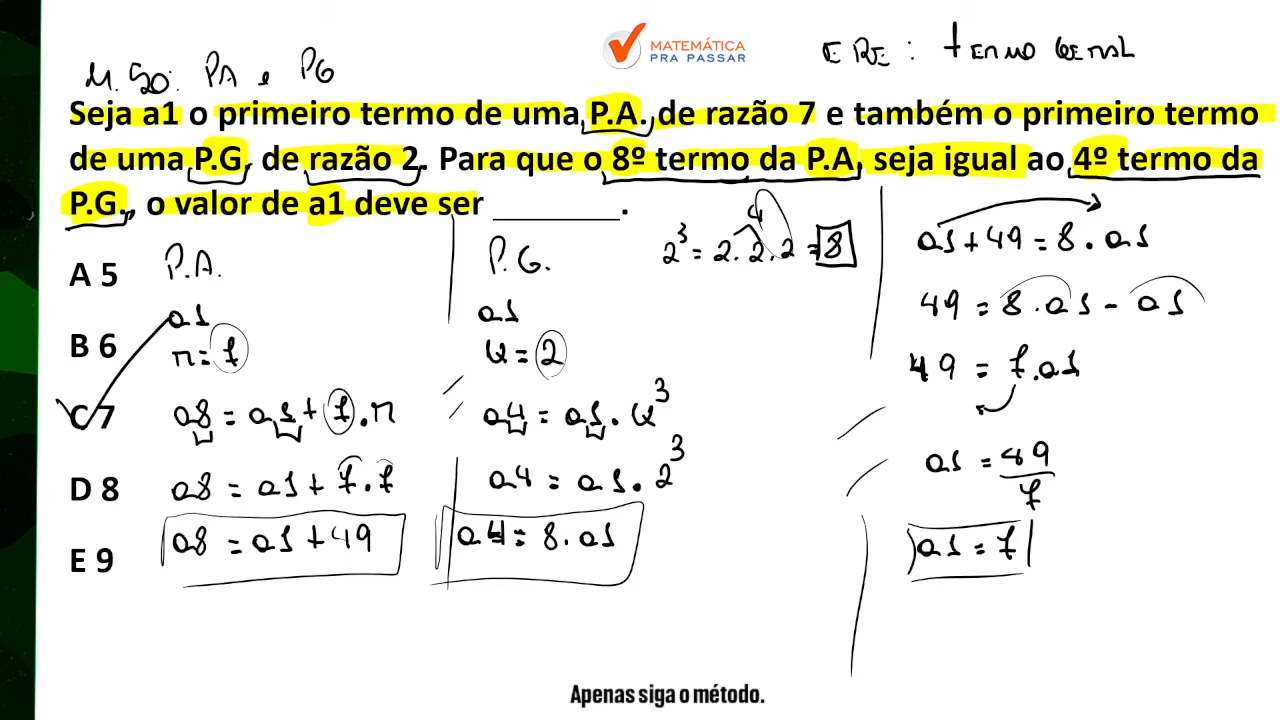 MATEMÁTICA
PRA PASSAR
ERE: TERMO GERAL
M. SO: PA e PG
Seja a1 o primeiro termo de uma P.A. de razão 7 e também o primeiro termo
de uma P.G. de razão 2. Para que o 8º termo da P.A. seja igual ao 4º termo da
P.G., o valor de a1 deve ser ________.
A 5
B 6
C 7
D 8
E 9
P.A.
a1
r = 7
a8 = a1 + 7.r
a8 = a1 + 7.7
a8 = a1 + 49
P.G.
a1
q = 2
a4 = a1.q³
a4 = a1.2³
a4 = 8.a1
4
2³ = 2.2.2 = 8
a1 + 49 = 8.a1
49 = 8.a1 - a1
49 = 7.a1
a1 = 49/7
a1 = 7
Apenas siga o método.